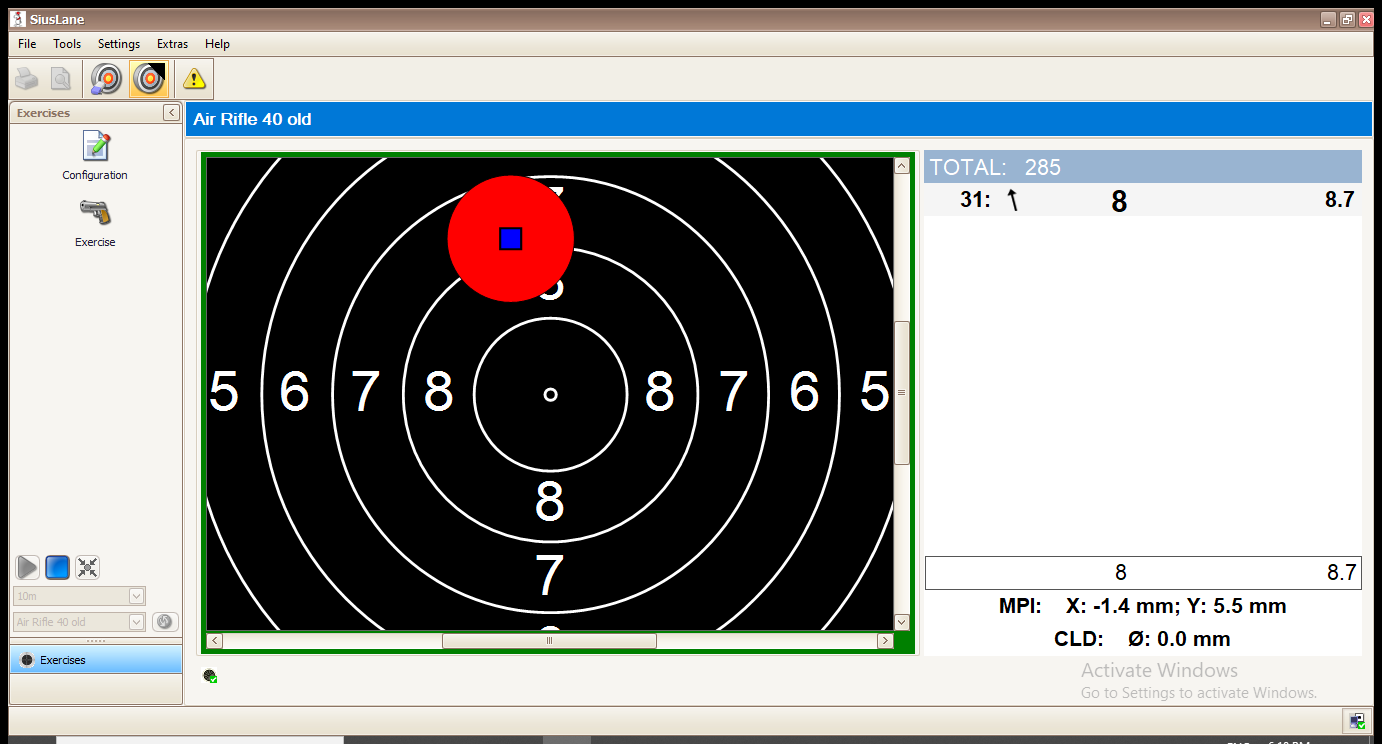 SiusLane
File Tools Settings Extras Help
Exercises
Configuration
Exercise
10m
Air Rifle 40 old
Exercises
Air Rifle 40 old
5 6 7 8 8 7 6 5
8
7
TOTAL: 285
31: 8 8.7
8 8.7
MPI: X: -1.4 mm; Y: 5.5 mm
CLD: Ø: 0.0 mm
Activate Windows
Go to Settings to activate Windows.